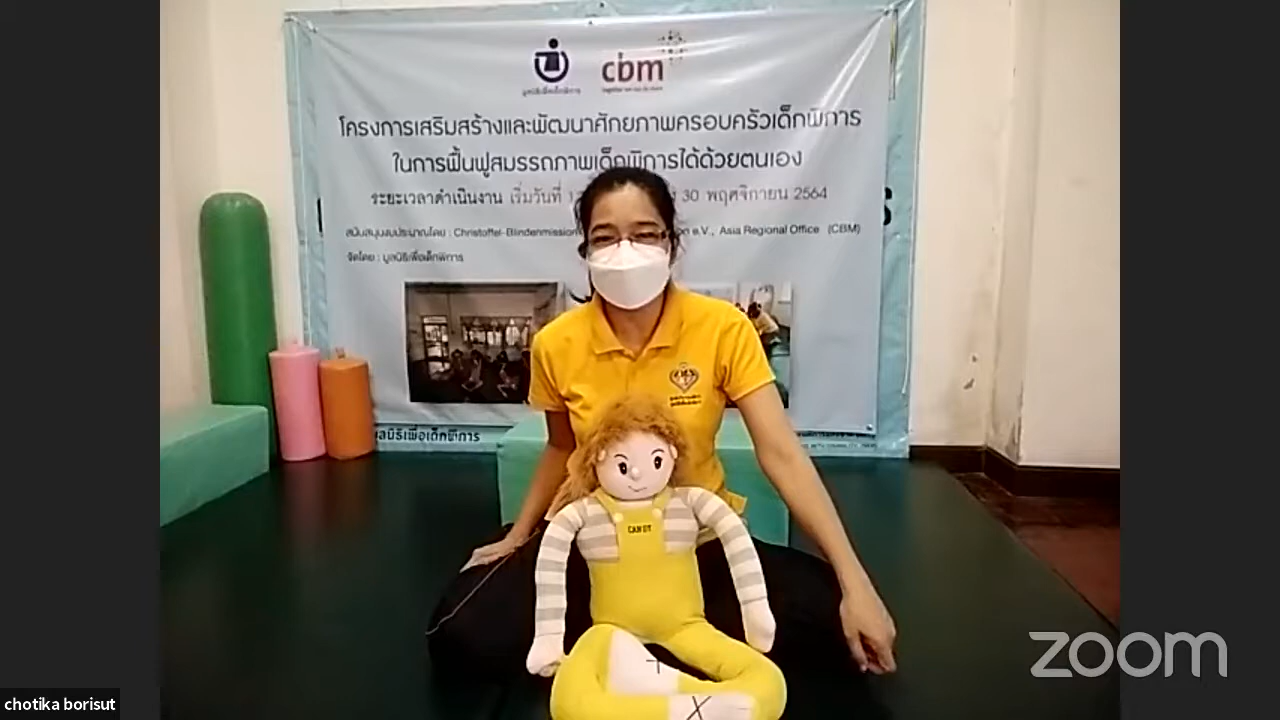 cbm
มูลนิธิเพื่อเด็กพิการ
โครงการเสริมสร้างและพัฒนาศักยภาพครอบครัวเด็กพิการ
ในการฟื้นฟูสมรรถภาพเด็กพิการได้ด้วยตนเอง
ระยะเวลาดำเนินงาน เริ่มวันที่ 1 30 พฤศจิกายน 2564
สนับสนุนงบประมาณโดย : Christoffel-Blindenmission e.V., Asia Regional Office (CBM)
จัดโดย : มูลนิธิเพื่อเด็กพิการ
มูลนิธิเพื่อเด็กพิการ
CANDY
zoom
chotika borisut